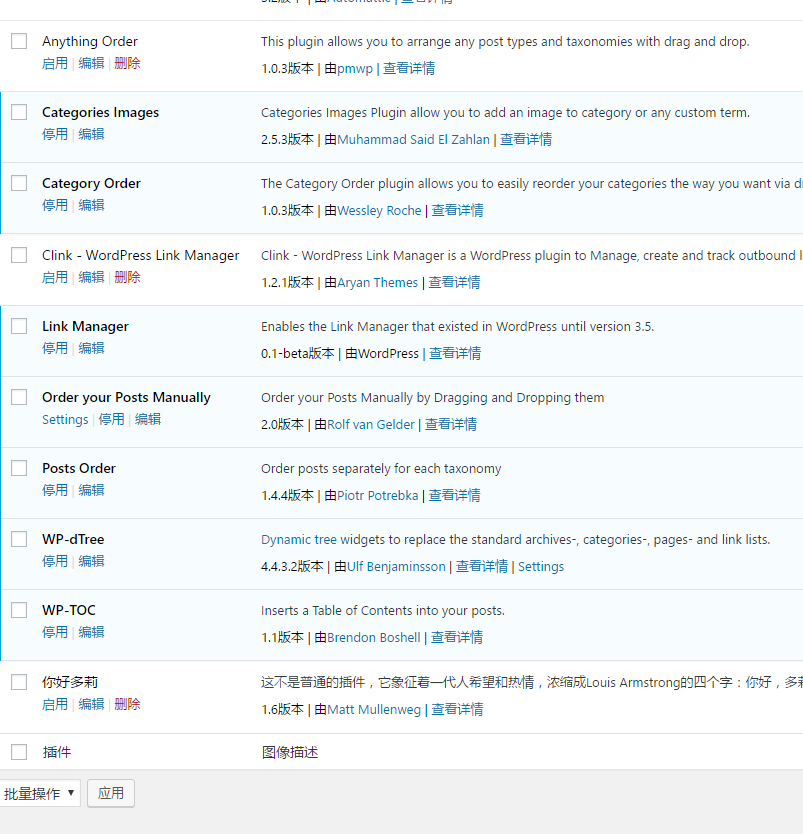 Anything Order
This plugin allows you to arrange any post types and taxonomies with drag and drop.
启用 | 编辑 | 删除
1.0.3版本 | 由pmwp | 查看详情
Categories Images
Categories Images Plugin allow you to add an image to category or any custom term.
停用 | 编辑
2.5.3版本 | 由Muhammad Said El Zahlan | 查看详情
Category Order
The Category Order plugin allows you to easily reorder your categories the way you want via
停用 | 编辑
1.0.3版本 | 由Wessley Roche | 查看详情
Clink - WordPress Link Manager
Clink - WordPress Link Manager is a WordPress plugin to Manage, create and track outbound
启用 | 编辑 | 删除
1.2.1版本 | 由Aryan Themes | 查看详情
Link Manager
Enables the Link Manager that existed in WordPress until version 3.5.
停用 | 编辑
0.1-beta版本 | 由WordPress | 查看详情
Order your Posts Manually
Order your Posts Manually by Dragging and Dropping them
Settings | 停用 | 编辑
2.0版本 | 由Rolf van Gelder | 查看详情
Posts Order
Order posts separately for each taxonomy
停用 | 编辑
1.4.4版本 | 由Piotr Potrebka | 查看详情
WP-dTree
Dynamic tree widgets to replace the standard archives-, categories-, pages- and link lists.
停用 | 编辑
4.4.3.2版本 | 由Ulf Benjaminsson | 查看详情 | Settings
WP-TOC
Inserts a Table of Contents into your posts.
停用 | 编辑
1.1版本 | 由Brendon Boshell | 查看详情
你好多莉
这不是普通的插件，它象征着一代人希望和热情，浓缩成Louis Armstrong的四个字：你好，多莉
启用 | 编辑 | 删除
1.6版本 | 由Matt Mullenweg | 查看详情
插件
图像描述
批量操作
应用